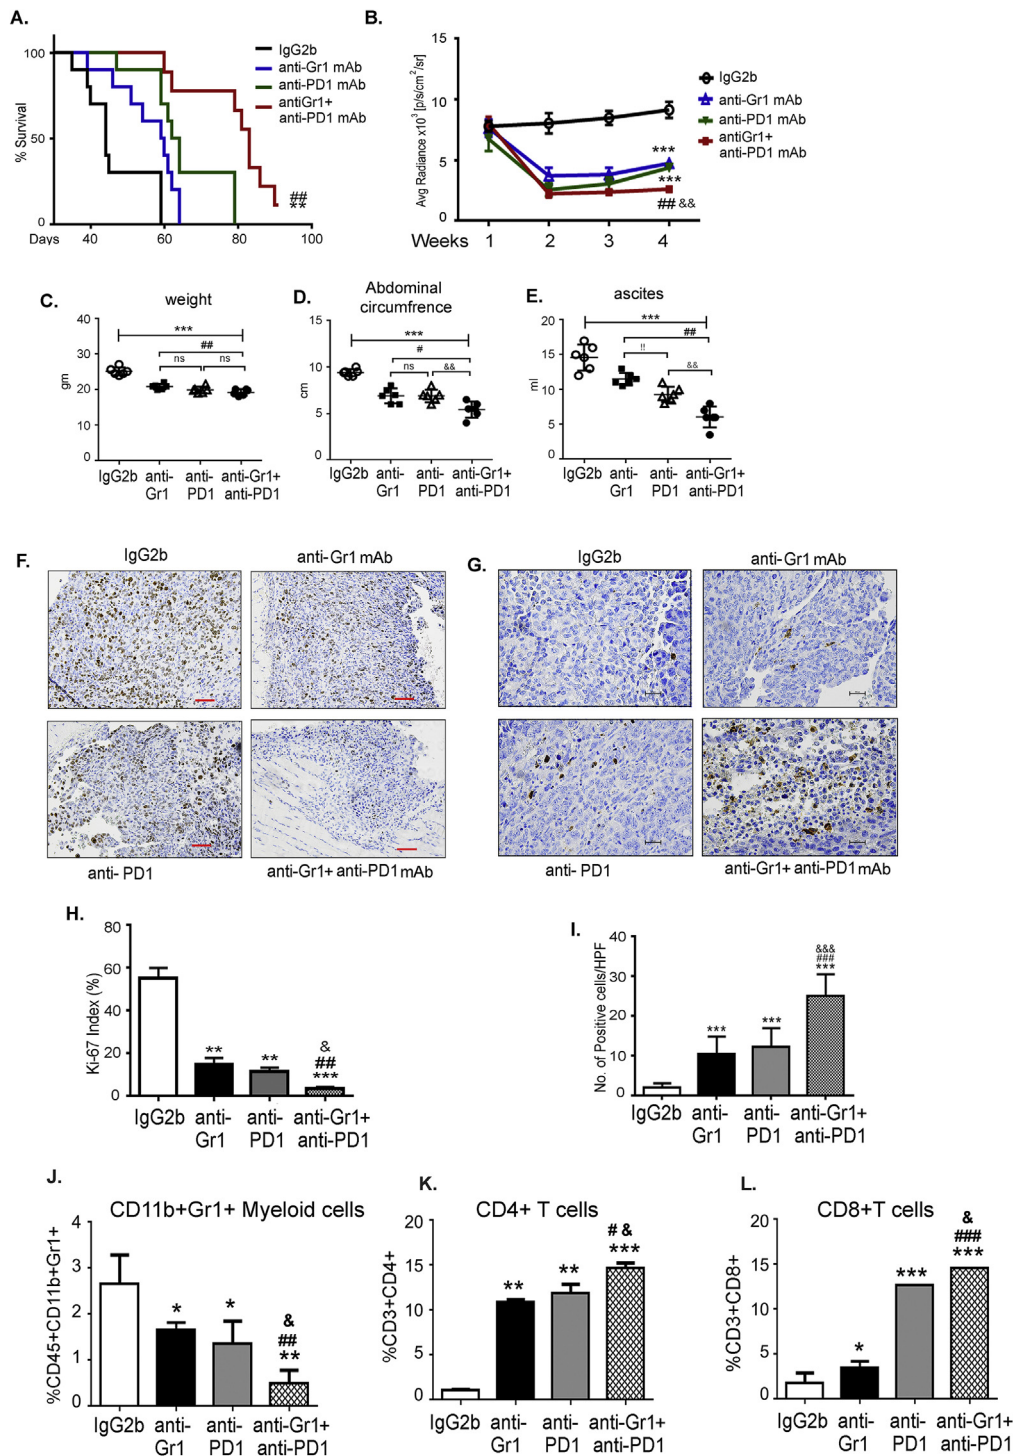 A.
100
50
0
% Survival
Days
40
60
80
100
IgG2b
anti-Gr1 mAb
anti-PD1 mAb
antiGr1+
anti-PD1 mAb
##
**
B.
15
10
5
0
Avg Radiance x10³ [p/s/cm²/sr]
Weeks
1 2 3 4
IgG2b
anti-Gr1 mAb
anti-PD1 mAb
antiGr1+
anti-PD1 mAb
***
***
## &&
C.
weight
40
30
20
10
0
gm
***
##
ns
ns
IgG2b
anti-
Gr1
anti-
PD1
anti-Gr1+
anti-PD1
D.
Abdominal
circumfrence
15
10
5
0
cm
***
#
ns
&&
IgG2b
anti-
Gr1
anti-
PD1
anti-Gr1+
anti-PD1
E.
ascites
20
15
10
5
0
ml
***
##
!!
&&
IgG2b
anti-
Gr1
anti-
PD1
anti-Gr1+
anti-PD1
F.
IgG2b
anti-Gr1 mAb
anti- PD1
anti-Gr1+ anti-PD1 mAb
G.
IgG2b
anti-Gr1 mAb
anti- PD1
anti-Gr1+ anti-PD1 mAb
H.
80
60
40
20
0
Ki-67 Index (%)
**
**
&
##
***
IgG2b
anti-
Gr1
anti-
PD1
anti-Gr1+
anti-PD1
I.
40
30
20
10
0
No. of Positive cells/HPF
***
***
&&&
###
***
IgG2b
anti-
Gr1
anti-
PD1
anti-Gr1+
anti-PD1
J.
CD11b+Gr1+ Myeloid cells
4
3
2
1
0
%CD45+CD11b+Gr1+
*
*
&
##
**
IgG2b
anti-
Gr1
anti-
PD1
anti-Gr1+
anti-PD1
K.
CD4+ T cells
20
15
10
5
0
%CD3+CD4+
**
**
# &
***
IgG2b
anti-
Gr1
anti-
PD1
anti-Gr1+
anti-PD1
L.
CD8+T cells
20
15
10
5
0
%CD3+CD8+
*
***
&
###
***
IgG2b
anti-
Gr1
anti-
PD1
anti-Gr1+
anti-PD1